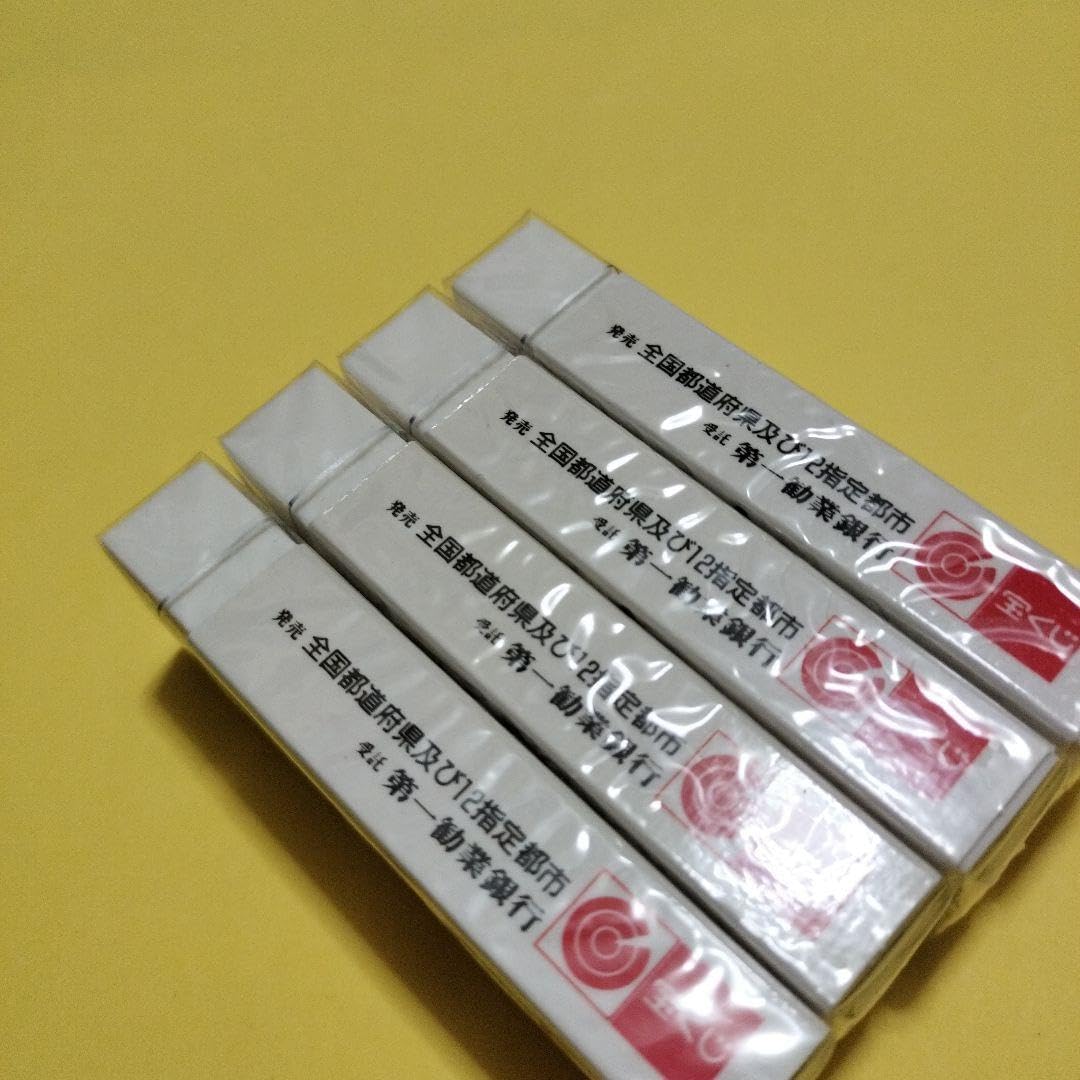 発売 全国都道府県及び12指定都市
受託 第一勧業銀行
宝くじ
発売 全国都道府県及び12指定都市
受託 第一勧業銀行
じ
発売 全国都道府県及び12指定都市
受託 第一勧業銀行
発売 全国都道府県及び12指定都市
受託 第一勧業銀行
宝くじ